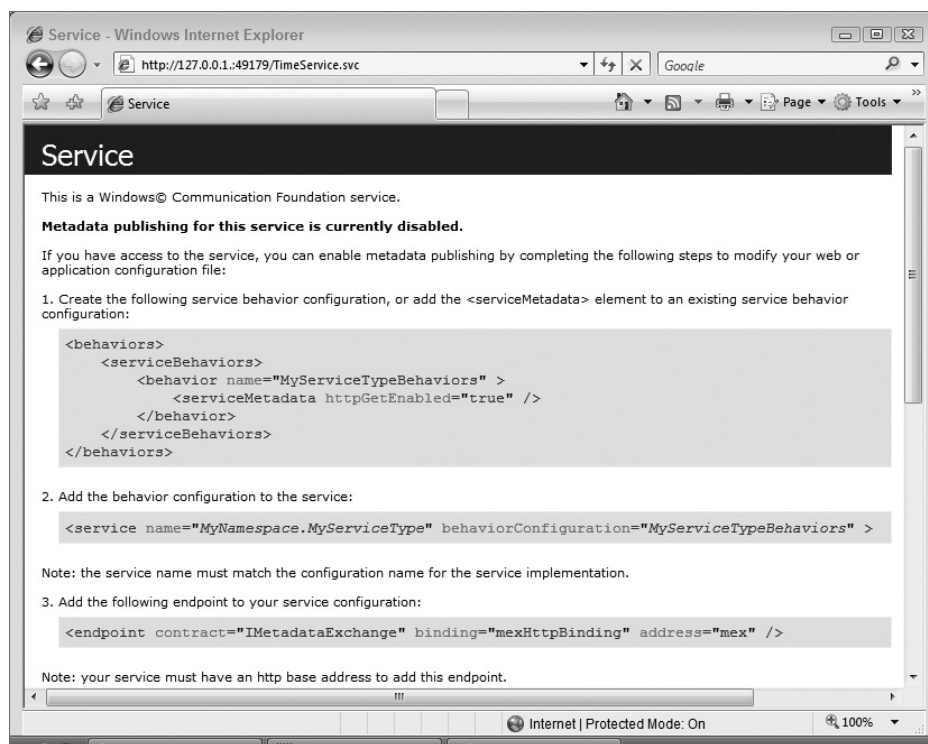 Service - Windows Internet Explorer
http://127.0.0.1.:49179/TimeService.svc
Google
Service
Page
Tools
Service
This is a Windows© Communication Foundation service.
Metadata publishing for this service is currently disabled.
If you have access to the service, you can enable metadata publishing by completing the following steps to modify your web or
application configuration file:
1. Create the following service behavior configuration, or add the <serviceMetadata> element to an existing service behavior
configuration:
<behaviors>
<serviceBehaviors>
<behavior name="MyServiceTypeBehaviors" >
<serviceMetadata httpGetEnabled="true" />
</behavior>
</serviceBehaviors>
</behaviors>
2. Add the behavior configuration to the service:
<service name="MyNamespace.MyServiceType" behaviorConfiguration="MyServiceTypeBehaviors" >
Note: the service name must match the configuration name for the service implementation.
3. Add the following endpoint to your service configuration:
<endpoint contract="IMetadataExchange" binding="mexHttpBinding" address="mex" />
Note: your service must have an http base address to add this endpoint.
Internet | Protected Mode: On
100%